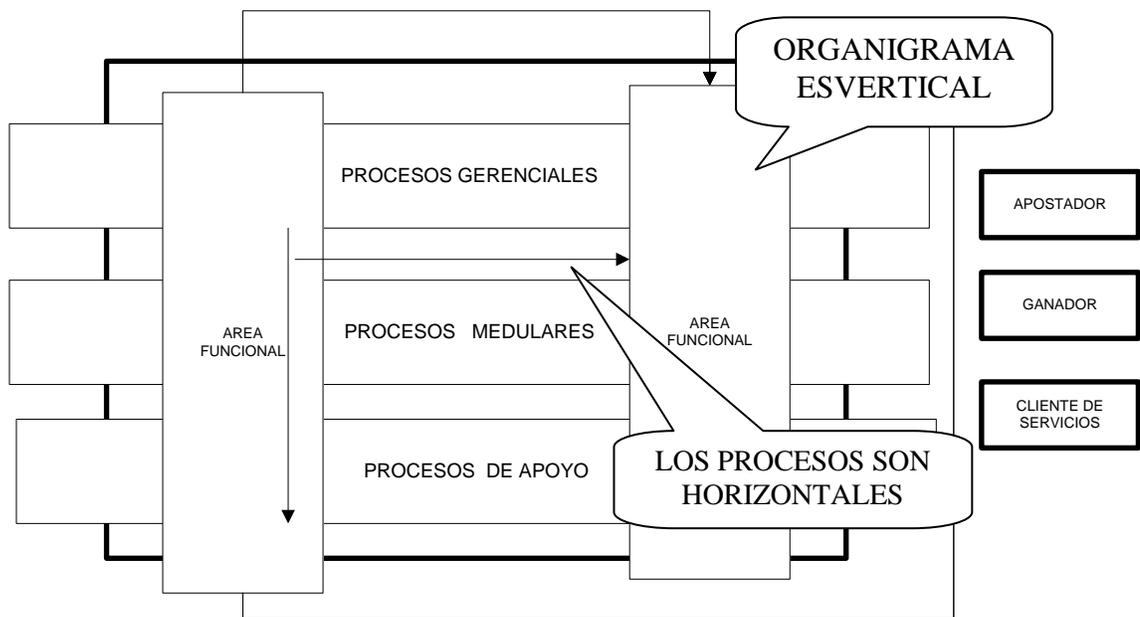 ORGANIGRAMA
ESVERTICAL
PROCESOS GERENCIALES
APOSTADOR
GANADOR
AREA
FUNCIONAL
PROCESOS MEDULARES
AREA
FUNCIONAL
CLIENTE DE
SERVICIOS
PROCESOS DE APOYO
LOS PROCESOS SON
HORIZONTALES